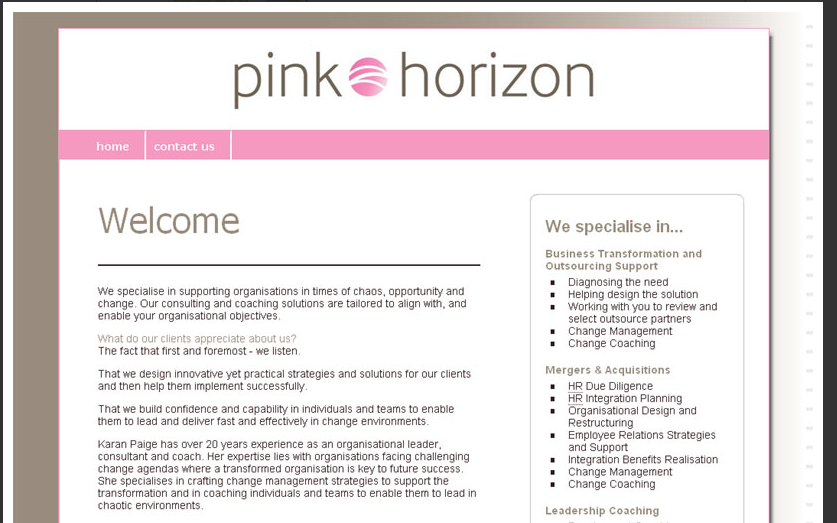 pink horizon
home
contact us
Welcome
We specialise in supporting organisations in times of chaos, opportunity and
change. Our consulting and coaching solutions are tailored to align with, and
enable your organisational objectives.
What do our clients appreciate about us?
The fact that first and foremost - we listen.
That we design innovative yet practical strategies and solutions for our clients
and then help them implement successfully.
That we build confidence and capability in individuals and teams to enable
them to lead and deliver fast and effectively in change environments.
Karan Paige has over 20 years experience as an organisational leader,
consultant and coach. Her expertise lies with organisations facing challenging
change agendas where a transformed organisation is key to future success.
She specialises in crafting change management strategies to support the
transformation and in coaching individuals and teams to enable them to lead in
chaotic environments.
We specialise in...
Business Transformation and
Outsourcing Support
Diagnosing the need
Helping design the solution
Working with you to review and
select outsource partners
Change Management
Change Coaching
Mergers & Acquisitions
HR Due Diligence
HR Integration Planning
Organisational Design and
Restructuring
Employee Relations Strategies
and Support
Integration Benefits Realisation
Change Management
Change Coaching
Leadership Coaching